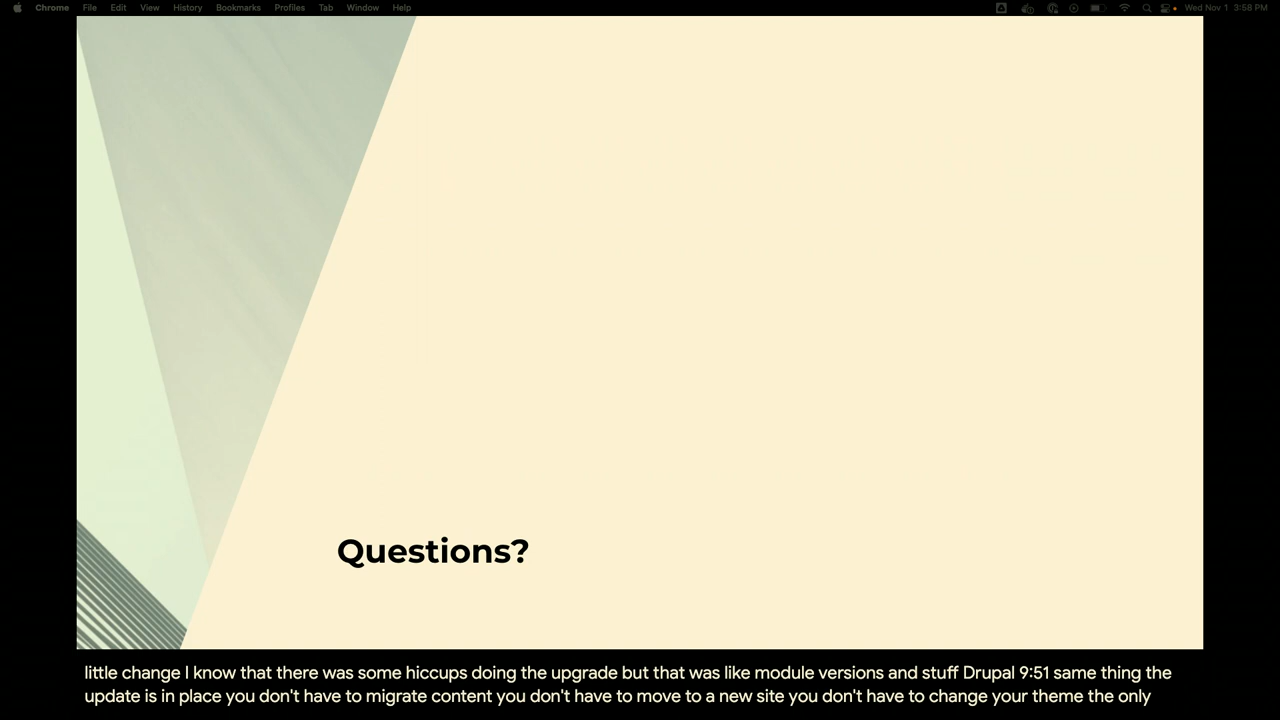 Chrome File Edit View History Bookmarks Profiles Tab Window Help Wed Nov 1 3:58 PM
Questions?
little change I know that there was some hiccups doing the upgrade but that was like module versions and stuff Drupal 9:51 same thing the
update is in place you don't have to migrate content you don't have to move to a new site you don't have to change your theme the only